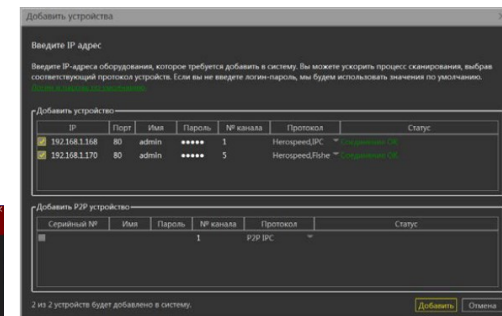 Добавить устройства
Введите IP адрес
Введите IP-адреса оборудования, которое требуется добавить в систему. Вы можете ускорить процесс сканирования, выбрав
соответствующий протокол устройств. Если вы не введете логин-пароль, мы будем использовать значения по умолчанию.
Добавить устройство
IP Порт Имя Пароль № канала Протокол Статус
192.168.1.168 80 admin ●●●●● 1 Herospeed,IPC Соединение ОК
192.168.1.170 80 admin ●●●●● 5 Herospeed,Fishe Соединение ОК
Добавить P2P устройство
Серийный № Имя Пароль № канала Протокол Статус
1 P2P IPC
2 из 2 устройств будет добавлено в систему.
Добавить Отмена